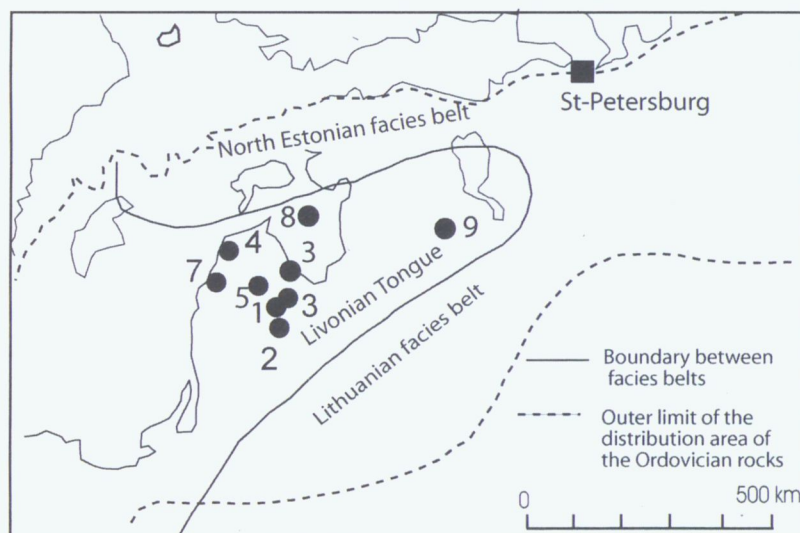 St-Petersburg
North Estonian facies belt
8
9
4
3
7
5
3
1
Livonian Tongue
2
Lithuanian facies belt
Boundary between
facies belts
Outer limit of the
distribution area of
the Ordovician rocks
0
500 km